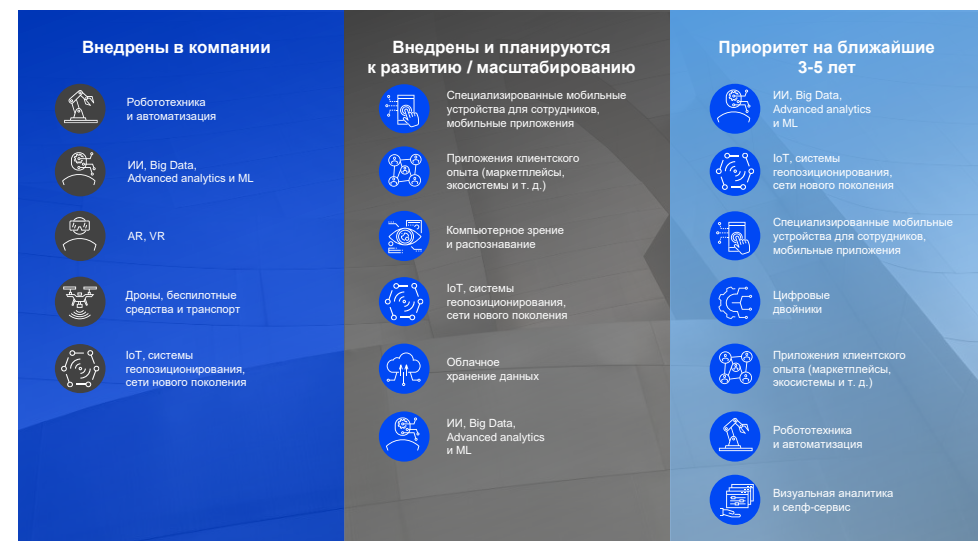 Внедрены в компании
Робототехника
и автоматизация
ИИ, Big Data,
Advanced analytics и ML
AR, VR
Дроны, беспилотные
средства и транспорт
IoT, системы
геопозиционирования,
сети нового поколения
Внедрены и планируются
к развитию / масштабированию
Специализированные мобильные
устройства для сотрудников,
мобильные приложения
Приложения клиентского
опыта (маркетплейсы,
экосистемы и т. д.)
Компьютерное зрение
и распознавание
IoT, системы
геопозиционирования,
сети нового поколения
Облачное
хранение данных
ИИ, Big Data,
Advanced analytics
и ML
Приоритет на ближайшие
3-5 лет
ИИ, Big Data,
Advanced analytics
и ML
IoT, системы
геопозиционирования,
сети нового поколения
Специализированные мобильные
устройства для сотрудников,
мобильные приложения
Цифровые
двойники
Приложения клиентского
опыта (маркетплейсы,
экосистемы и т. д.)
Робототехника
и автоматизация
Визуальная аналитика
и селф-сервис